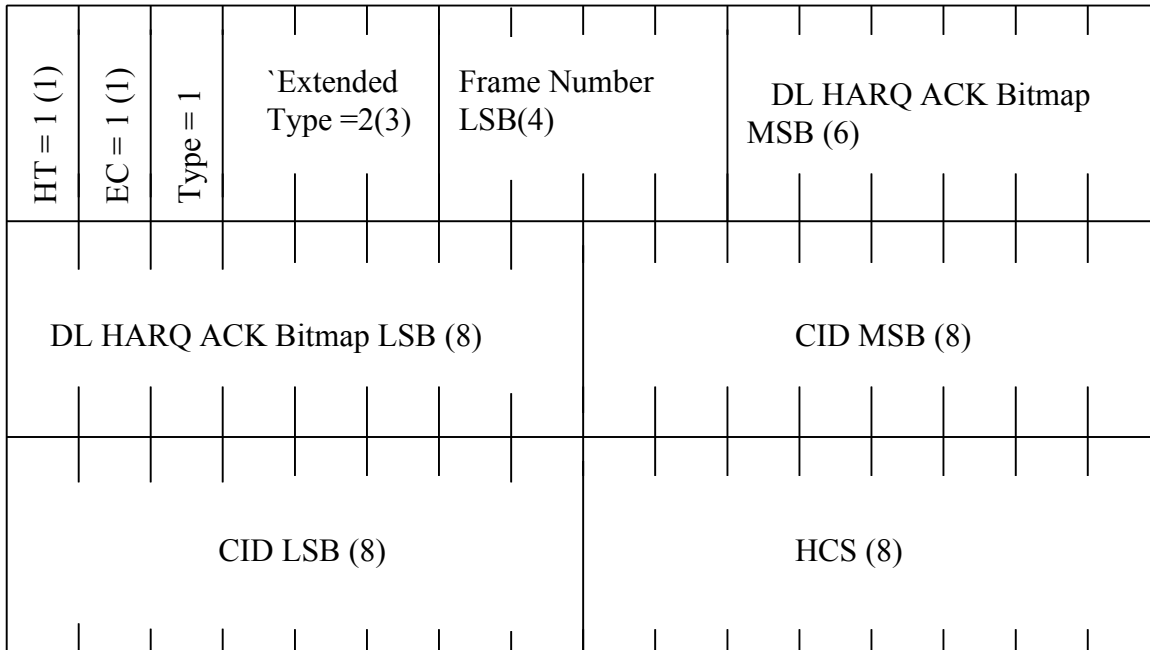 HT = 1 (1)
EC = 1 (1)
Type = 1
`Extended
Type =2(3)
Frame Number
LSB(4)
DL HARQ ACK Bitmap
MSB (6)
DL HARQ ACK Bitmap LSB (8)
CID MSB (8)
CID LSB (8)
HCS (8)